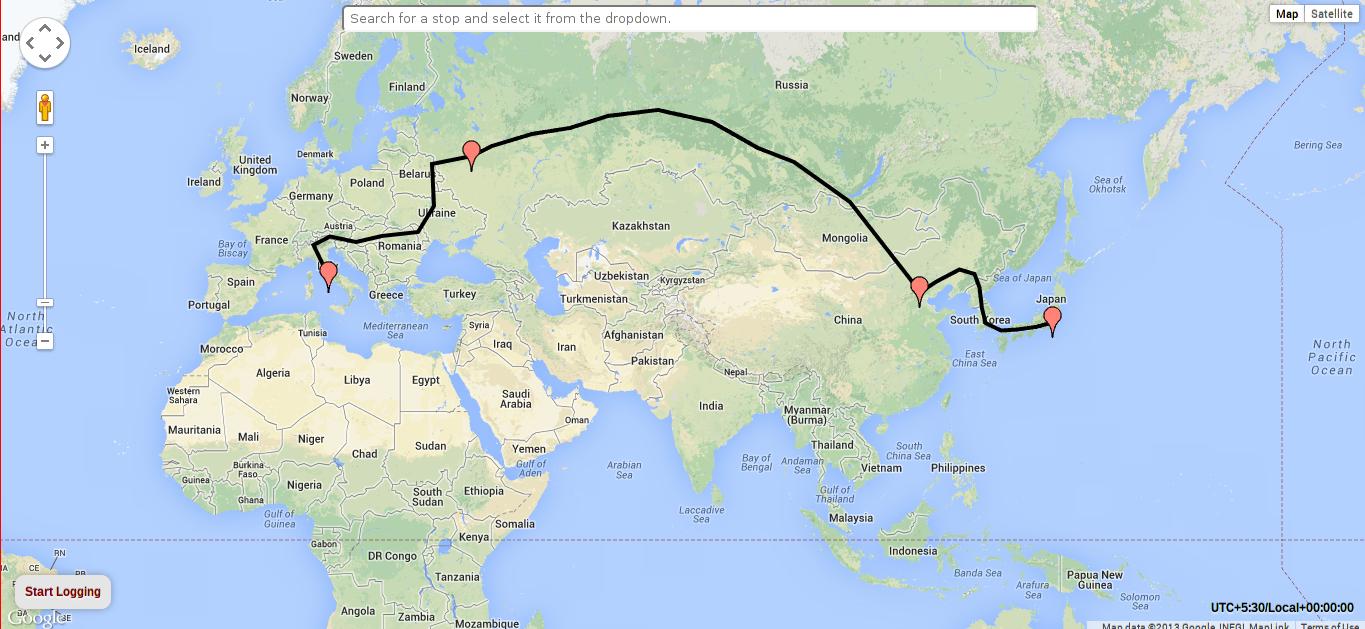 Search for a stop and select it from the dropdown.
Map
Satellite
and
Iceland
Sweden
Russia
Finland
Norway
Bering Sea
United
Kingdom
Denmark
Ireland
Belarus
Poland
Sea of
Okhotsk
Germany
Ukraine
Austria
France
Kazakhstan
Mongolia
Bay of
Biscay
Romania
Uzbekistan
Kyrgyzstan
Sea of Japan
Spain
Greece
Turkey
Turkmenistan
Japan
Portugal
North
Atlantic
Ocea
Mediterranean
Sea
Syria
China
South Korea
Tunisia
Afghanistan
Morocco
Iraq
Iran
Pakistan
East
China Sea
North
Pacific
Ocean
Algeria
Libya
Egypt
Nepal
Western
Sahara
Saudi
Arabia
India
Myanmar
(Burma)
Oman
Mauritania
Mali
Niger
Sudan
Thailand
Chad
Yemen
South
China Sea
Burkina
Faso
Gulf of
Aden
Arabian
Sea
Bay of
Bengal
Andaman
Sea
Vietnam
Philippines
Guinea
Nigeria
South
Sudan
Ethiopia
Gulf of
Thailand
Ghana
Gulf of
Guinea
Somalia
Laccadive
Sea
Malaysia
Kenya
Gabon
DR Congo
Indonesia
RN
CE
PB
Tanzania
Banda Sea
Papua New
Guinea
Arafura
Sea
Solomon
Sea
Start Logging
Angola
Zambia
Mozambique
UTC+5:30/Local+00:00:00
Google
Map data ©2013 Google, INEGI, MapLink
Terms of Use